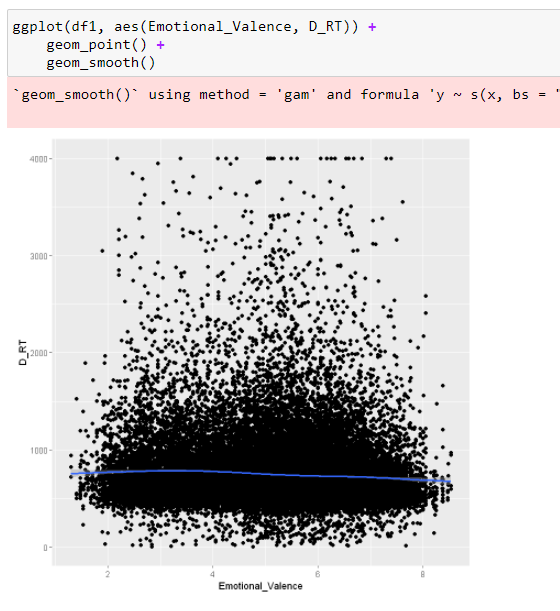 ggplot(df1, aes(Emotional_Valence, D_RT)) +
geom_point() +
geom_smooth()
`geom_smooth()` using method = 'gam' and formula 'y ~ s(x, bs = "
4000
3000
D_RT
2000
1000
0
2 4 6 8
Emotional_Valence